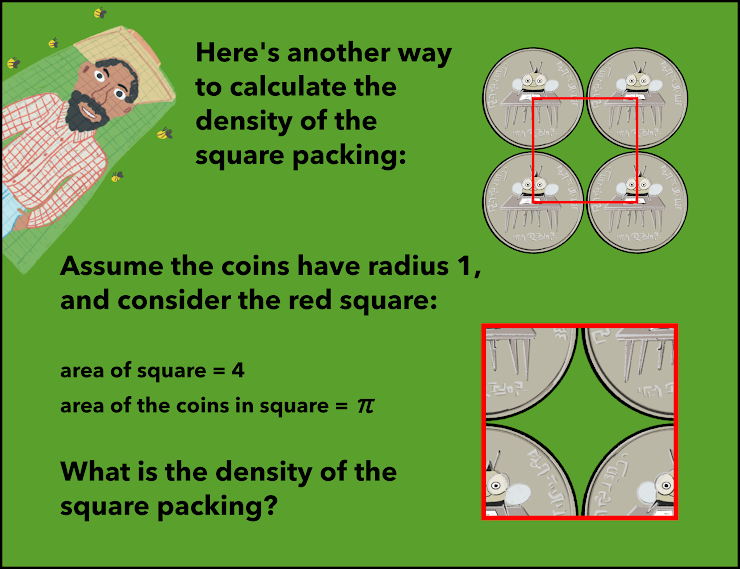 Here's another way
to calculate the
density of the
square packing:
Assume the coins have radius 1,
and consider the red square:
area of square = 4
area of the coins in square = π
What is the density of the
square packing?